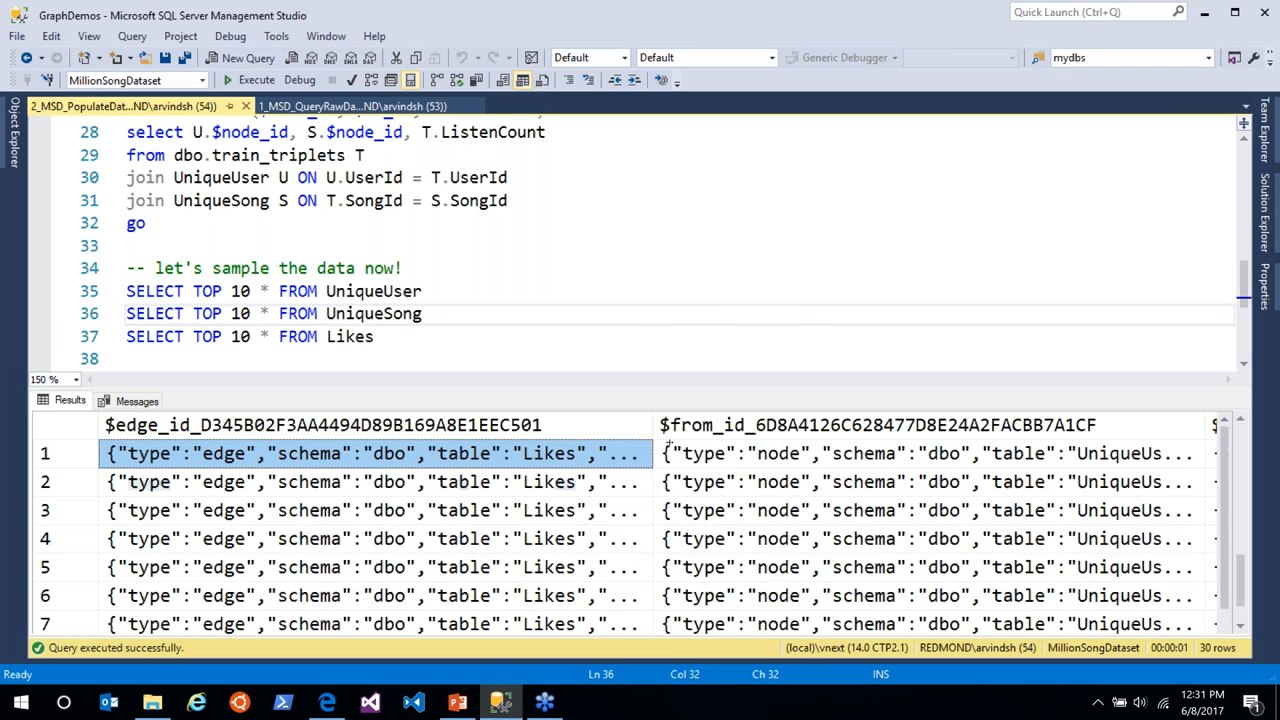 GraphDemos - Microsoft SQL Server Management Studio
Quick Launch (Ctrl+Q)
File Edit View Query Project Debug Tools Window Help
New Query Default Default Generic Debugger mydbs
MillionSongDataset Execute Debug
2_MSD_PopulateDat...ND\arvindsh (54)) 1_MSD_QueryRawDa...ND\arvindsh (53))
Object Explorer
Team Explorer
Solution Explorer
Properties
28 select U.$node_id, S.$node_id, T.ListenCount
29 from dbo.train_triplets T
30 join UniqueUser U ON U.UserId = T.UserId
31 join UniqueSong S ON T.SongId = S.SongId
32 go
33
34 -- let's sample the data now!
35 SELECT TOP 10 * FROM UniqueUser
36 SELECT TOP 10 * FROM UniqueSong
37 SELECT TOP 10 * FROM Likes
38
150 %
Results Messages
$edge_id_D345B02F3AA4494D89B169A8E1EEC501 $from_id_6D8A4126C628477D8E24A2FACBB7A1CF
1 {"type":"edge","schema":"dbo","table":"Likes","... {"type":"node","schema":"dbo","table":"UniqueUs...
2 {"type":"edge","schema":"dbo","table":"Likes","... {"type":"node","schema":"dbo","table":"UniqueUs...
3 {"type":"edge","schema":"dbo","table":"Likes","... {"type":"node","schema":"dbo","table":"UniqueUs...
4 {"type":"edge","schema":"dbo","table":"Likes","... {"type":"node","schema":"dbo","table":"UniqueUs...
5 {"type":"edge","schema":"dbo","table":"Likes","... {"type":"node","schema":"dbo","table":"UniqueUs...
6 {"type":"edge","schema":"dbo","table":"Likes","... {"type":"node","schema":"dbo","table":"UniqueUs...
7 {"type":"edge","schema":"dbo","table":"Likes","... {"type":"node","schema":"dbo","table":"UniqueUs...
Query executed successfully. (local)\vnext (14.0 CTP2.1) REDMOND\arvindsh (54) MillionSongDataset 00:00:01 30 rows
Ready Ln 36 Col 32 Ch 32 INS
12:31 PM
6/8/2017